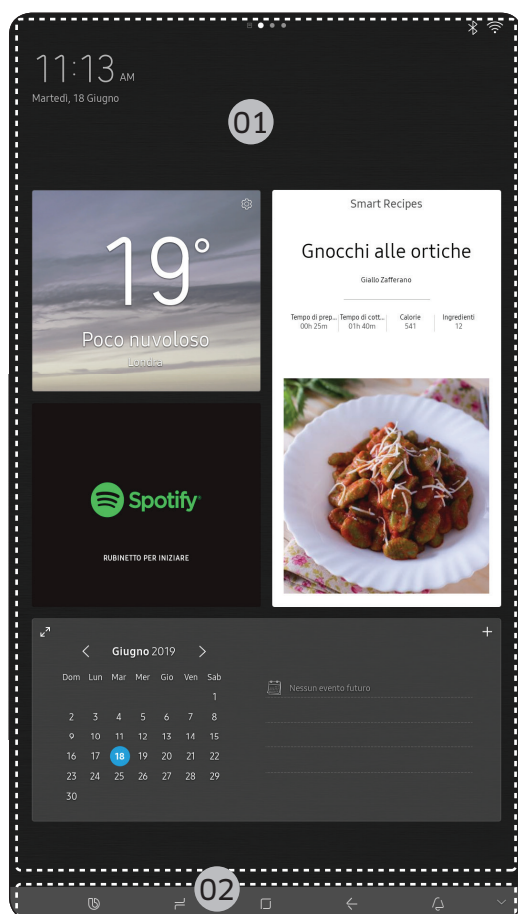 11:13 AM
Martedì, 18 Giugno
01
19°
Poco nuvoloso
Londra
Smart Recipes
Gnocchi alle ortiche
Giallo Zafferano
Tempo di prep... Tempo di cott... Calorie Ingredienti
00h 25m 01h 40m 541 12
Spotify
RUBINETTO PER INIZIARE
Giugno 2019
Dom Lun Mar Mer Gio Ven Sab
1
2 3 4 5 6 7 8
9 10 11 12 13 14 15
16 17 18 19 20 21 22
23 24 25 26 27 28 29
30
Nessun evento futuro
02